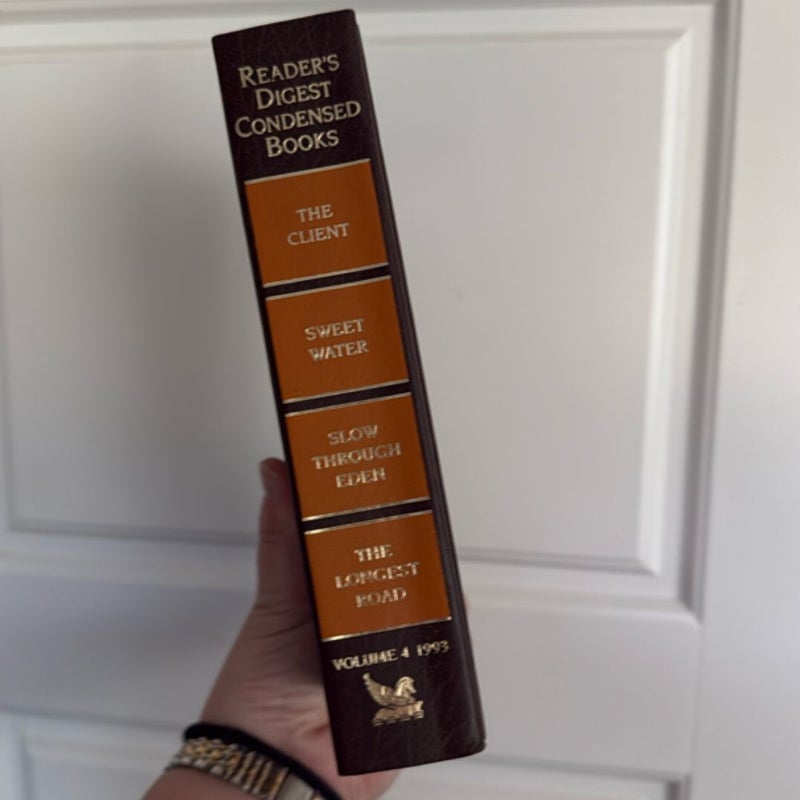 READER'S
DIGEST
CONDENSED
BOOKS
THE
CLIENT
SWEET
WATER
SLOW
THROUGH
EDEN
THE
LONGEST
ROAD
VOLUME 4 1993